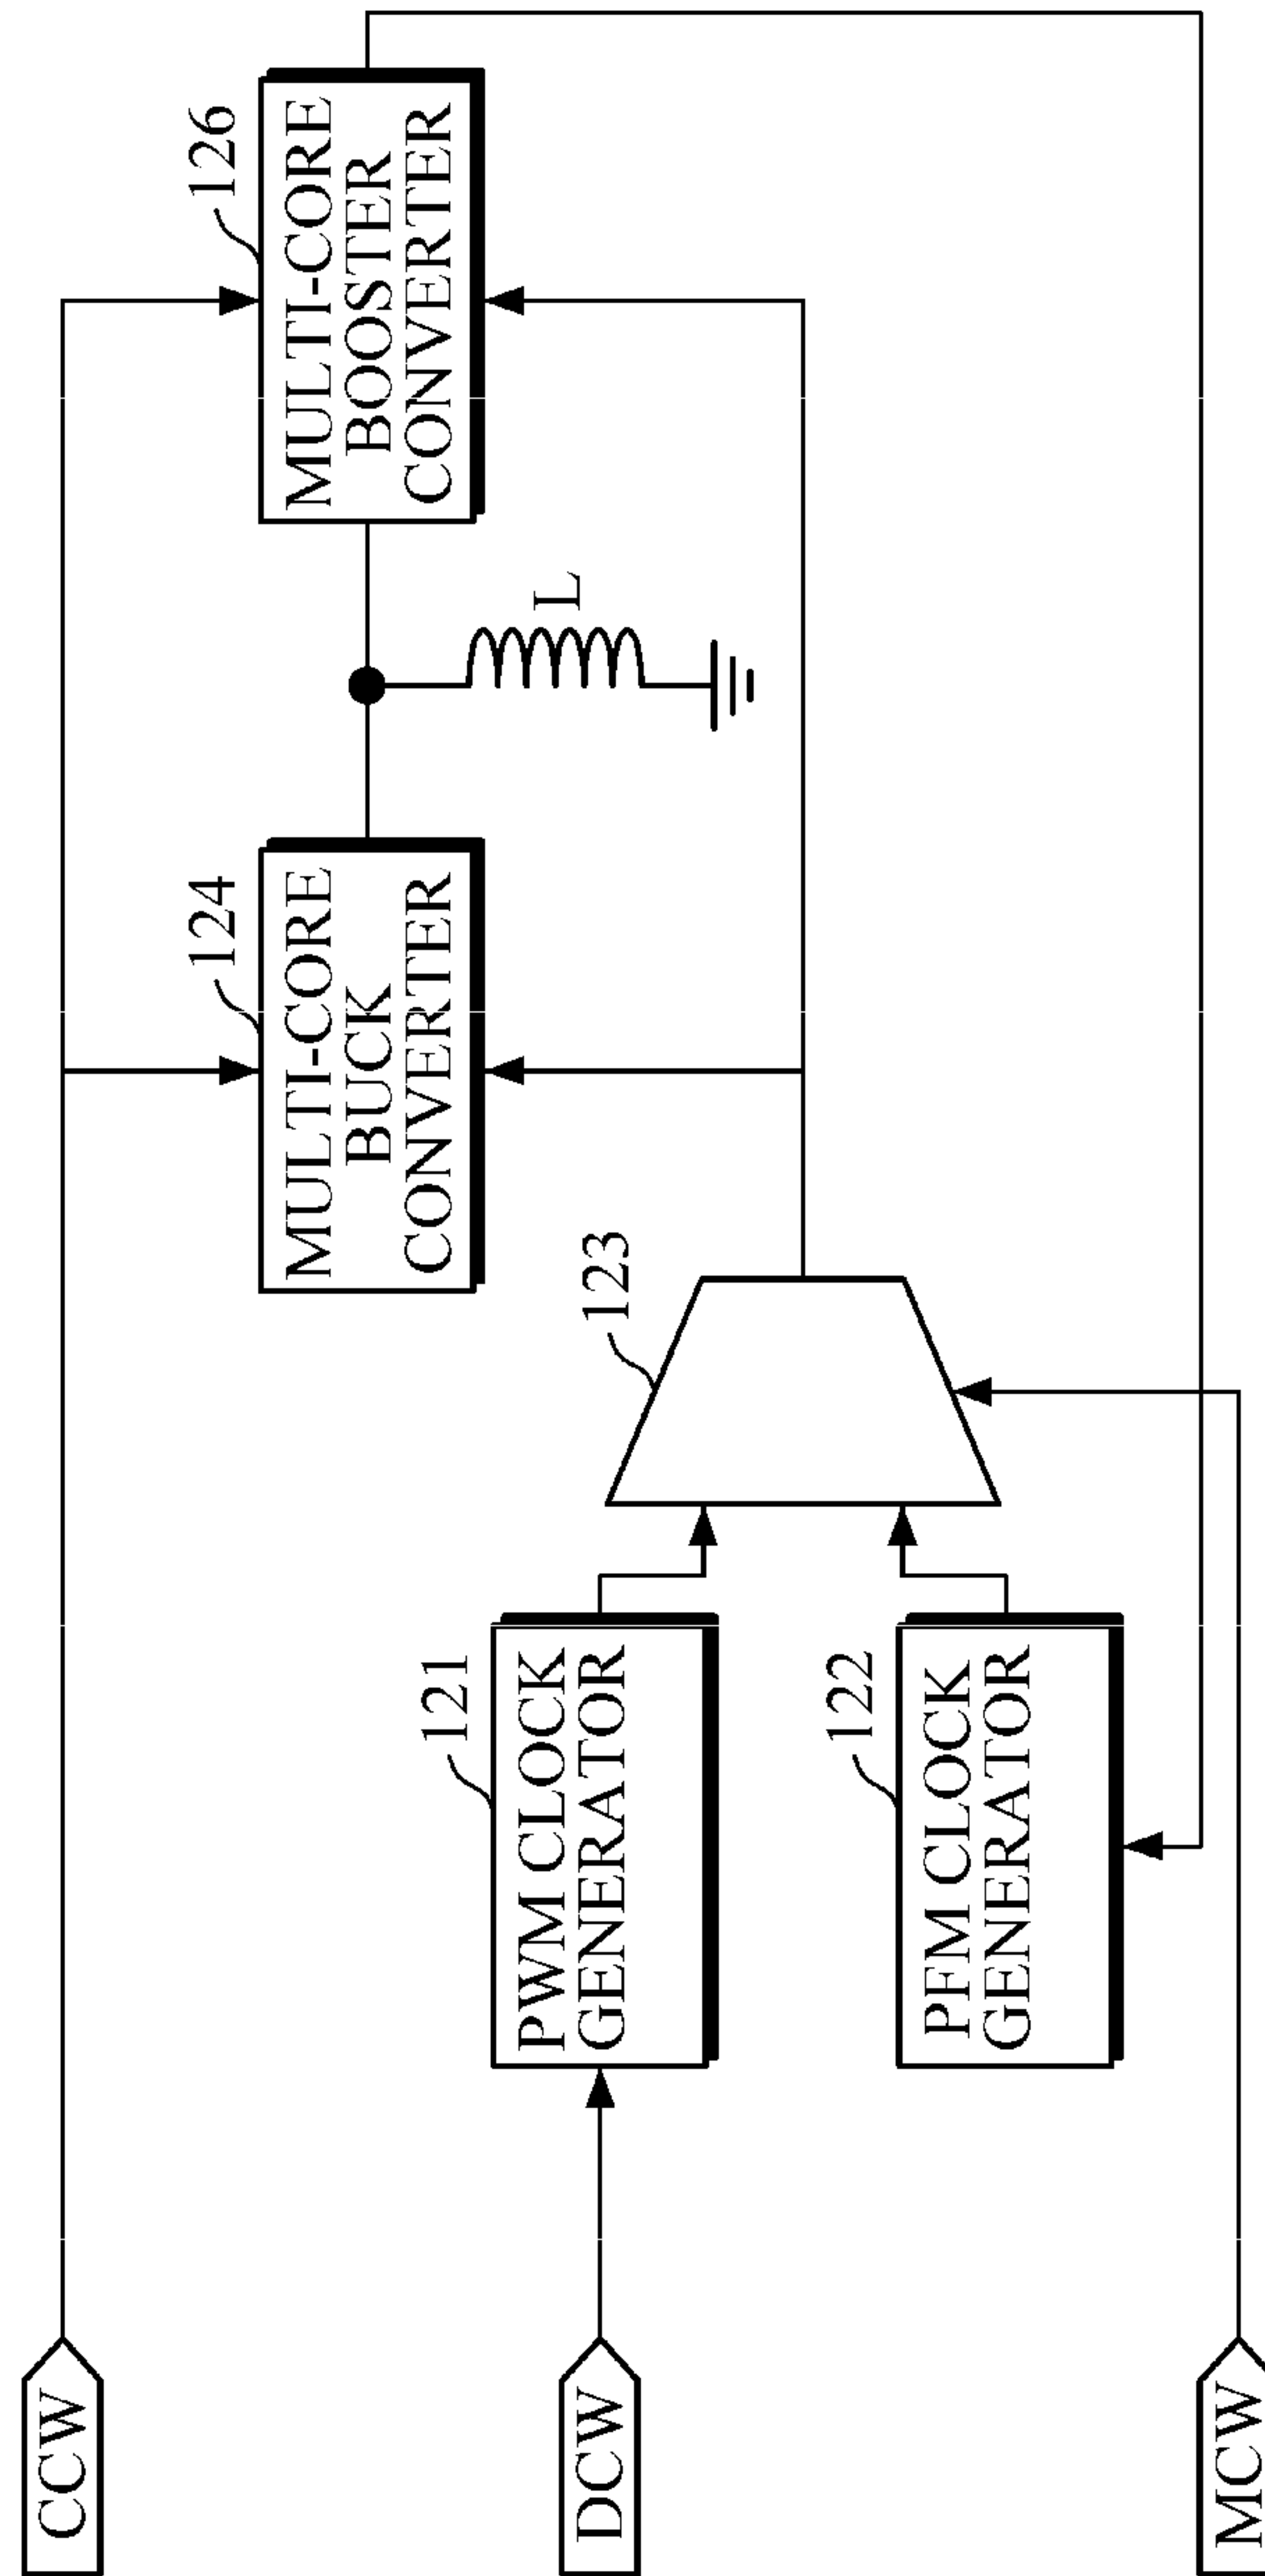 CCW
124
MULTI-CORE
BUCK
CONVERTER
126
MULTI-CORE
BOOSTER
CONVERTER
L
DCW
121
PWM CLOCK
GENERATOR
123
122
PFM CLOCK
GENERATOR
MCW